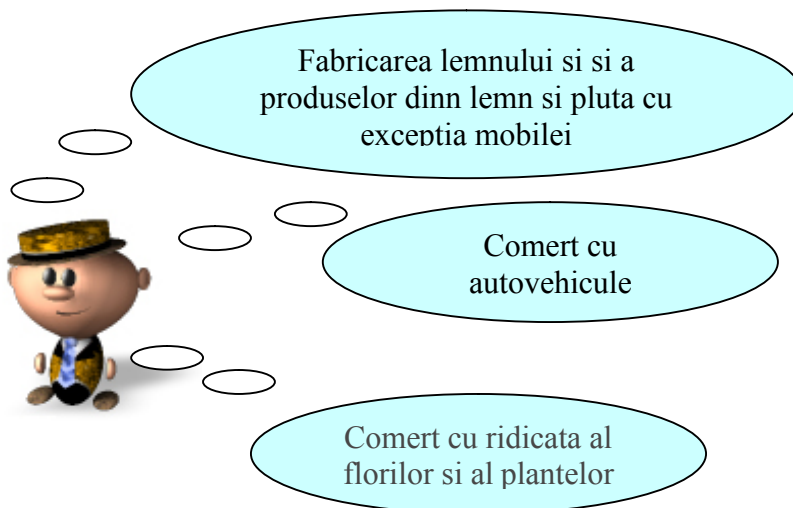 Fabricarea lemnului si si a
produselor dinn lemn si pluta cu
exceptia mobilei
Comert cu
autovehicule
Comert cu ridicata al
florilor si al plantelor